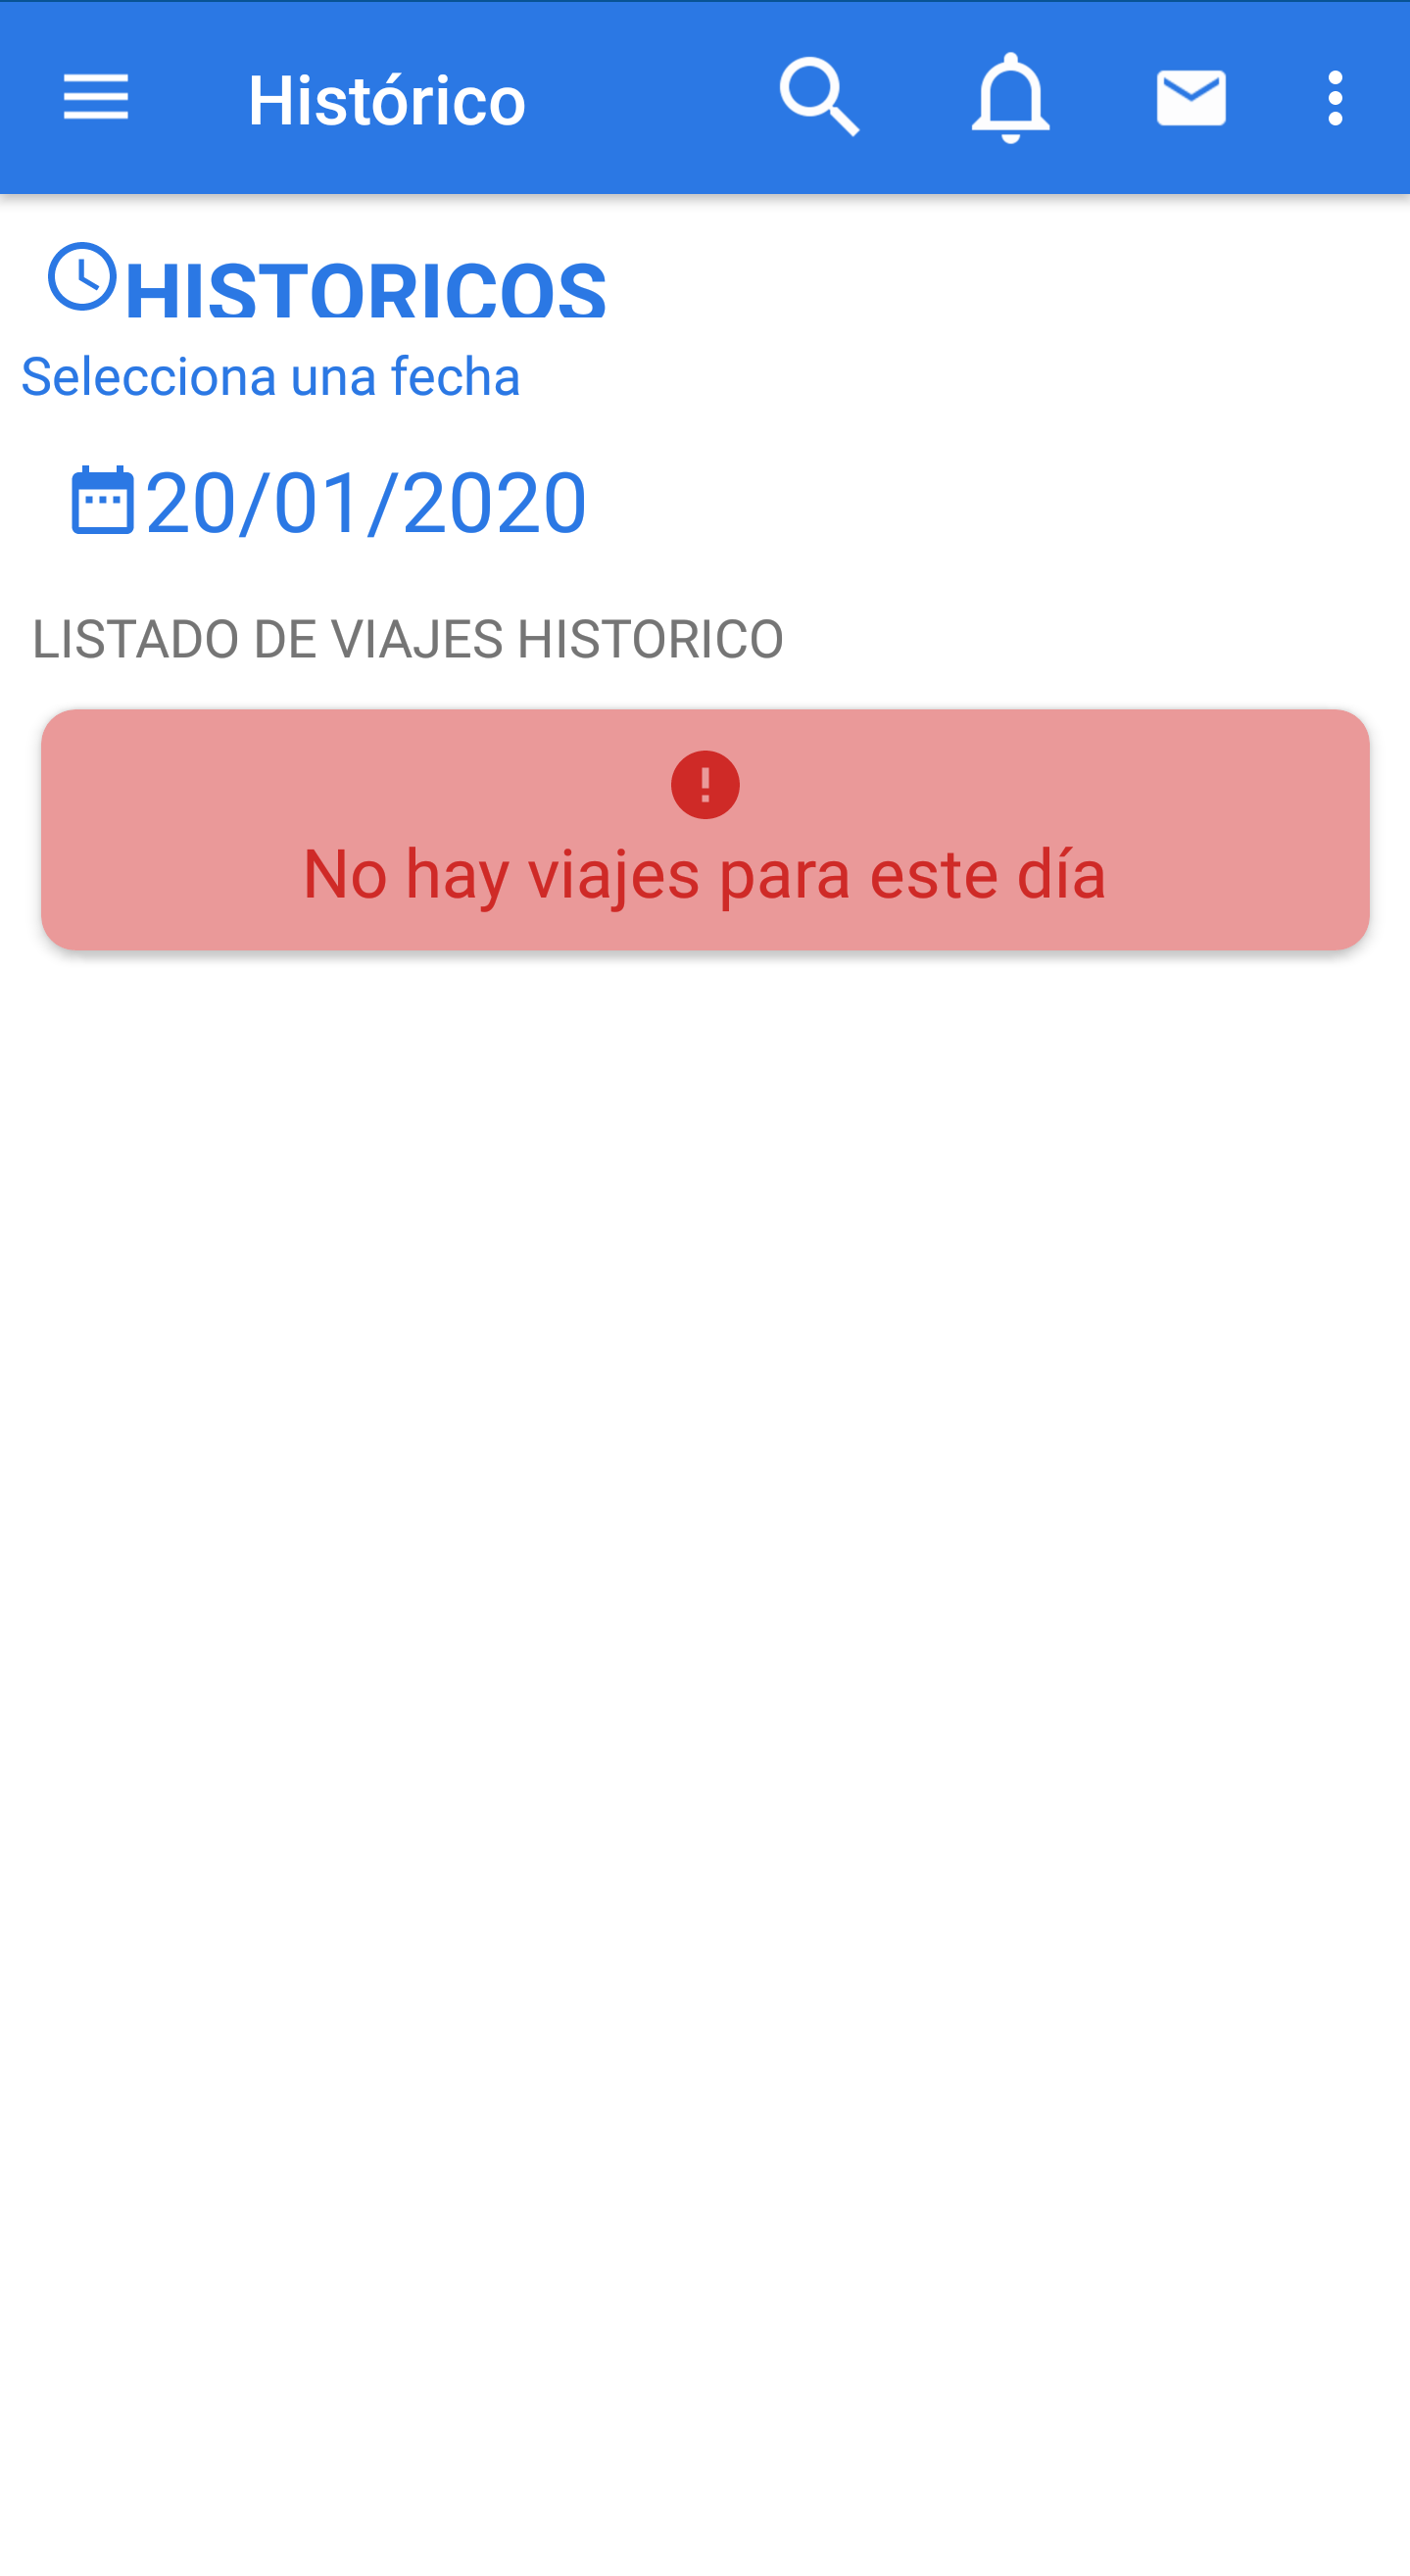 Histórico
HISTORICOS
Selecciona una fecha
20/01/2020
LISTADO DE VIAJES HISTORICO
No hay viajes para este día